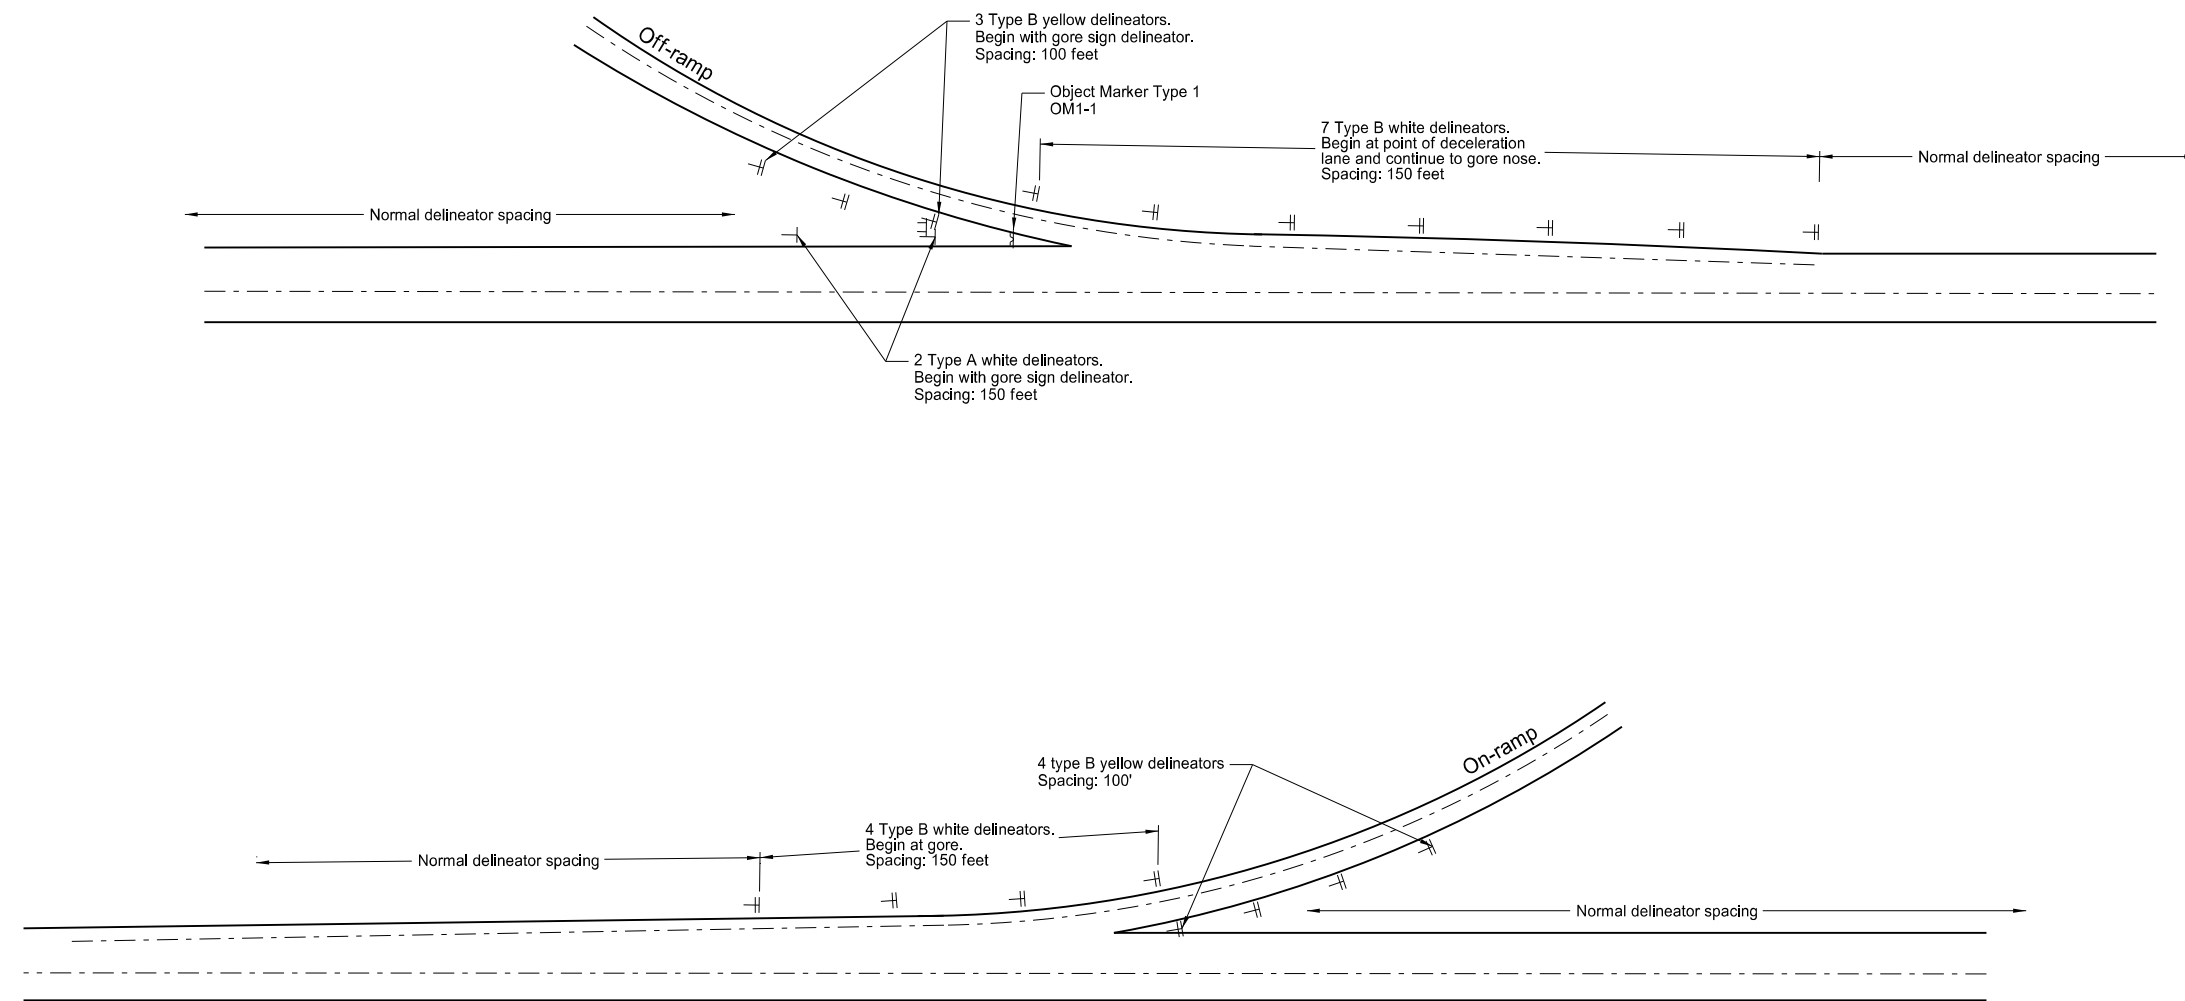 Off-ramp
3 Type B yellow delineators.
Begin with gore sign delineator.
Spacing: 100 feet
Object Marker Type 1
OM1-1
7 Type B white delineators.
Begin at point of deceleration
lane and continue to gore nose.
Spacing: 150 feet
Normal delineator spacing
Normal delineator spacing
2 Type A white delineators.
Begin with gore sign delineator.
Spacing: 150 feet
On-ramp
4 type B yellow delineators
Spacing: 100'
4 Type B white delineators.
Begin at gore.
Spacing: 150 feet
Normal delineator spacing
Normal delineator spacing